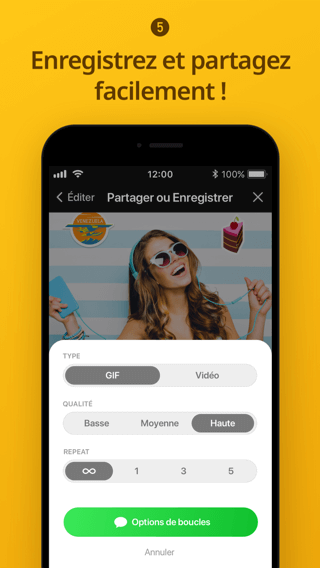 5
Enregistrez et partagez
facilement !
12:00
100%
Éditer
Partager ou Enregistrer
VENEZUELA
TYPE
GIF
Vidéo
QUALITÉ
Basse
Moyenne
Haute
REPEAT
∞
1
3
5
Options de boucles
Annuler